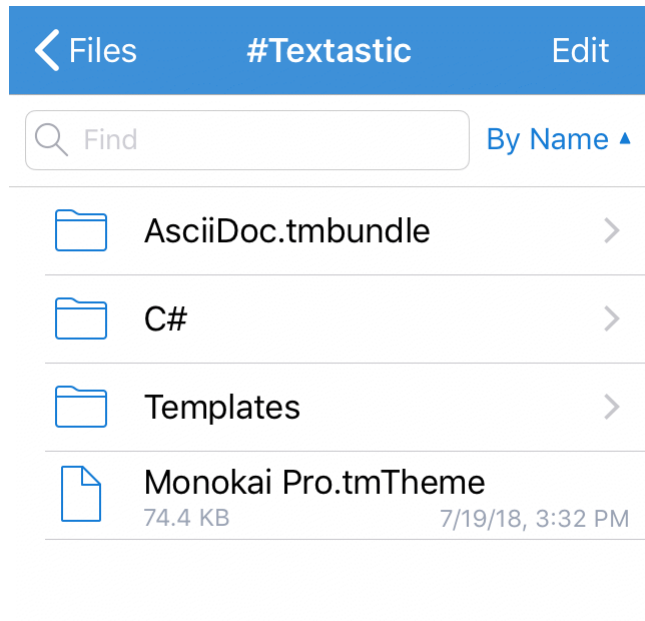 Files #Textastic Edit
Find By Name ▲
AsciiDoc.tmbundle
C#
Templates
Monokai Pro.tmTheme
74.4 KB 7/19/18, 3:32 PM